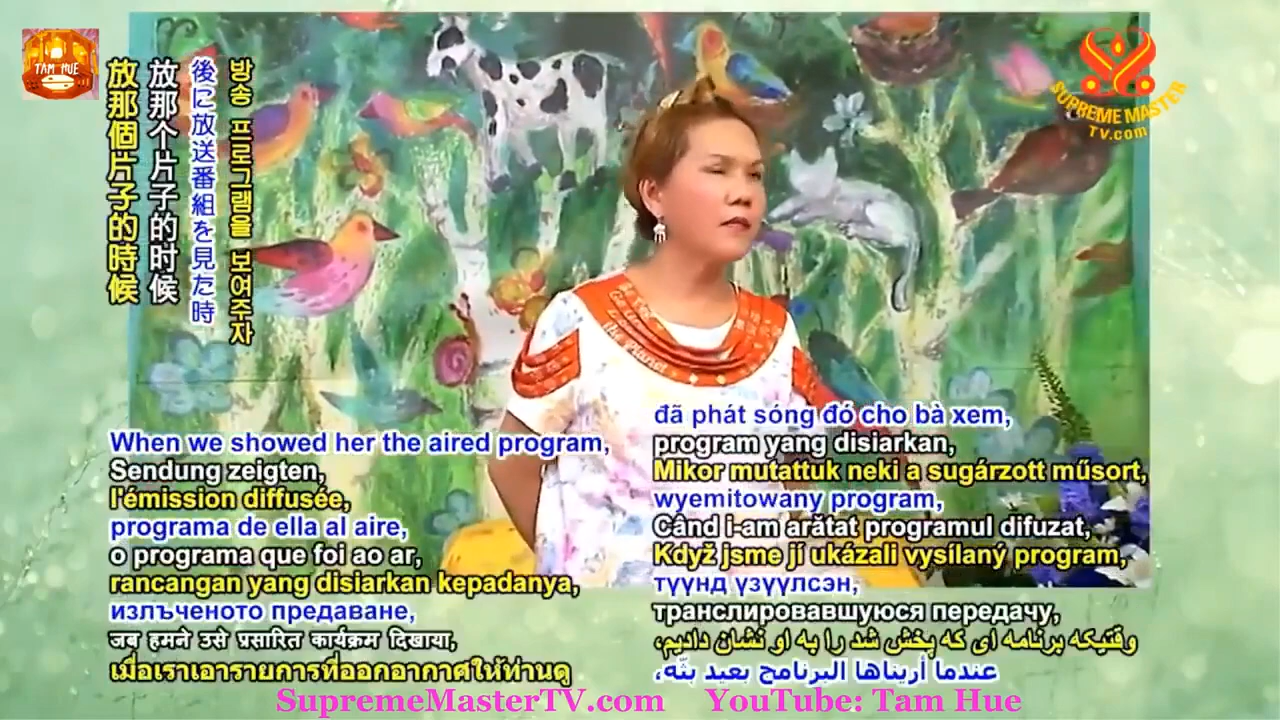 TAM HUE
放那個片子的時候
放那个片子的时候
後に放送番組を見た時
방송 프로그램을 보여주자
SUPREME MASTER
TV.com
When we showed her the aired program,
Sendung zeigten,
l'émission diffusée,
programa de ella al aire,
o programa que foi ao ar,
rancangan yang disiarkan kepadanya,
излъченото предаване,
जब हमने उसे प्रसारित कार्यक्रम दिखाया,
เมื่อเราเอารายการที่ออกอากาศให้ท่านดู
đã phát sóng đó cho bà xem,
program yang disiarkan,
Mikor mutattuk neki a sugárzott műsort,
wyemitowany program,
Când i-am arătat programul difuzat,
Když jsme jí ukázali vysílaný program,
түүнд үзүүлсэн,
транслировавшуюся передачу,
وقتیکه برنامه ای که پخش شد را به او نشان دادیم،
عندما أريناها البرنامج بعيد بثّه،
SupremeMasterTV.com YouTube: Tam Hue